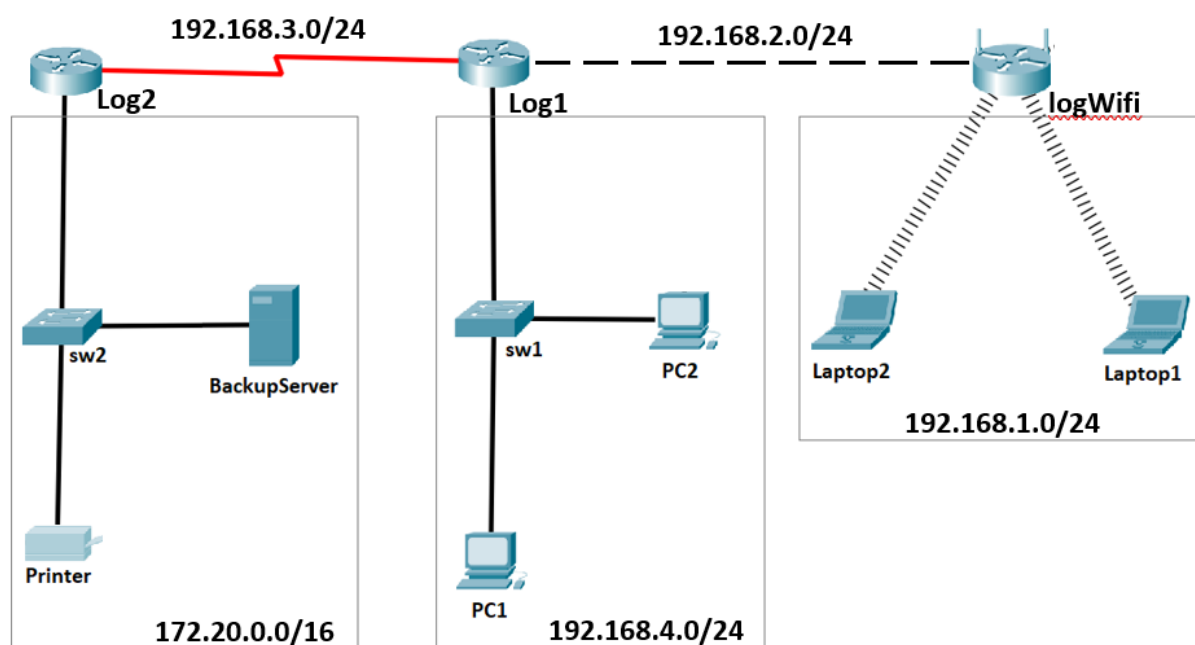 192.168.3.0/24
192.168.2.0/24
Log2
Log1
logWifi
sw2
BackupServer
sw1
PC2
Laptop2
Laptop1
192.168.1.0/24
Printer
PC1
172.20.0.0/16
192.168.4.0/24